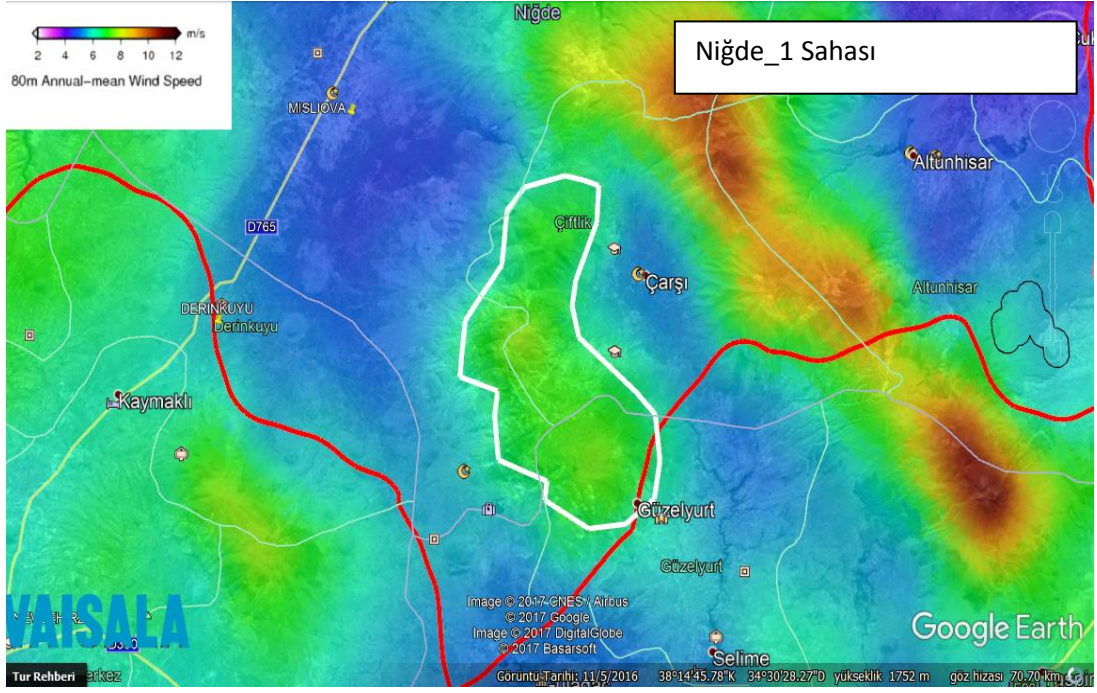 Niğde
m/s
2 4 6 8 10 12
80m Annual-mean Wind Speed
Niğde_1 Sahası
MISLIOVA
Altunhisar
Çiftlik
D765
Çarşı
Altunhisar
DERINKUYU
Derinkuyu
Kaymaklı
Güzelyurt
Güzelyurt
Image © 2017 CNES / Airbus
© 2017 Google
Image © 2017 DigitalGlobe
© 2017 Basarsoft
Google Earth
VAISALA
Selime
Tur Rehberi
Görüntü Tarihi: 11/5/2016 38°14'45.78"K 34°30'28.27"D yükseklik 1752 m göz hizası 70.70 km